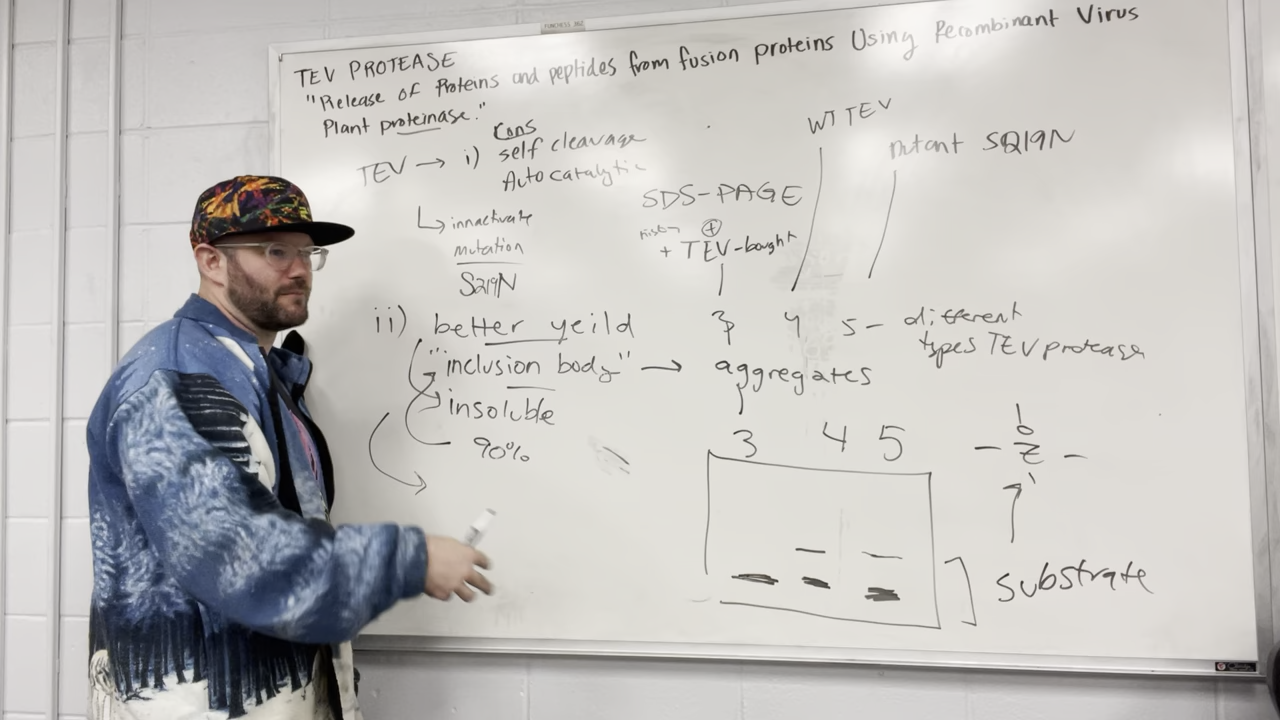 TEV PROTEASE
"Release of Proteins and peptides from fusion proteins Using Recombinant Virus
Plant proteinase."
TEV → i) Cons
self cleavage
Autocatalytic
↳ innactivate
mutation
S219N
ii) better yeild
"inclusion body" → aggregates
insoluble
90%
SDS-PAGE
+ TEV-bought
WT TEV
Mutant SQ19N
3 4 5 - different
types TEV protease
3 4 5
substrate